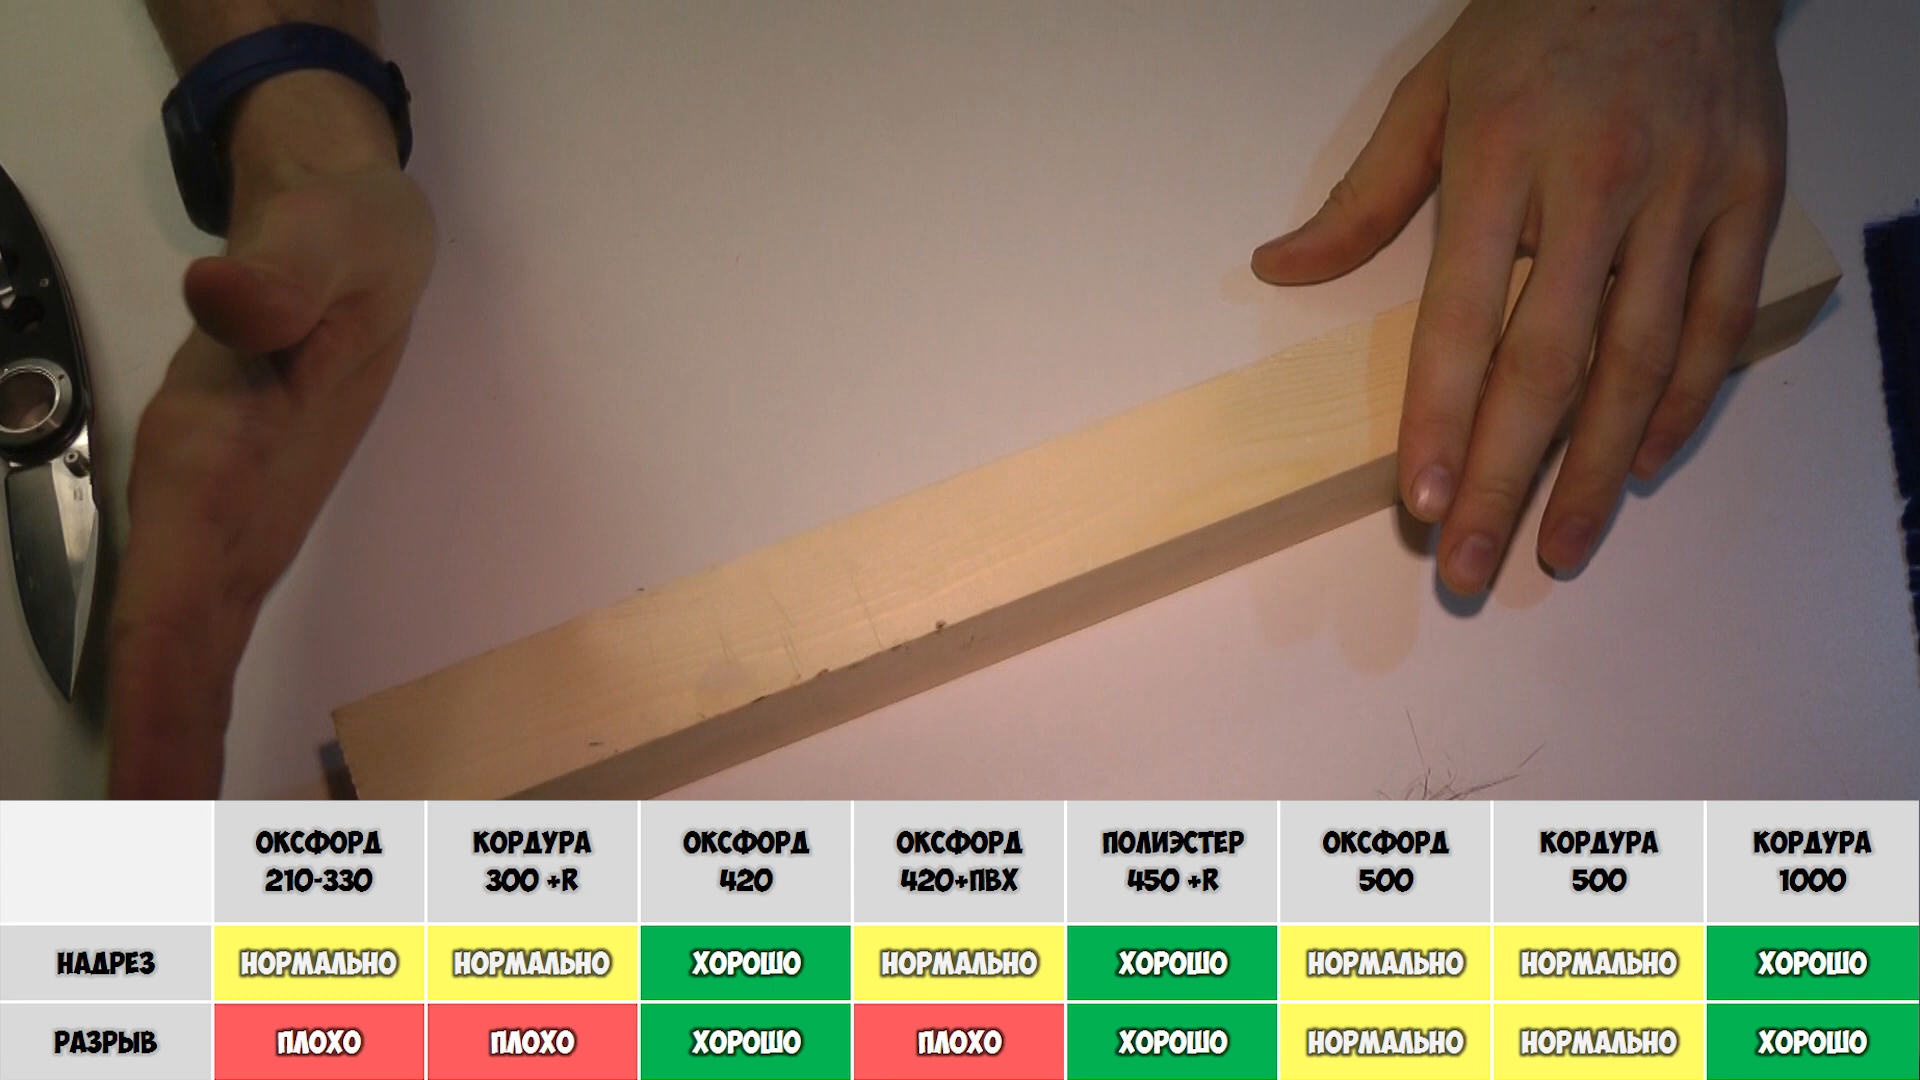 ОКСФОРД КОРДУРА ОКСФОРД ОКСФОРД ПОЛИЭСТЕР ОКСФОРД КОРДУРА КОРДУРА
210-330 300 +R 420 420+ПВХ 450 +R 500 500 1000
НАДРЕЗ НОРМАЛЬНО НОРМАЛЬНО ХОРОШО НОРМАЛЬНО ХОРОШО НОРМАЛЬНО НОРМАЛЬНО ХОРОШО
РАЗРЫВ ПЛОХО ПЛОХО ХОРОШО ПЛОХО ХОРОШО НОРМАЛЬНО НОРМАЛЬНО ХОРОШО